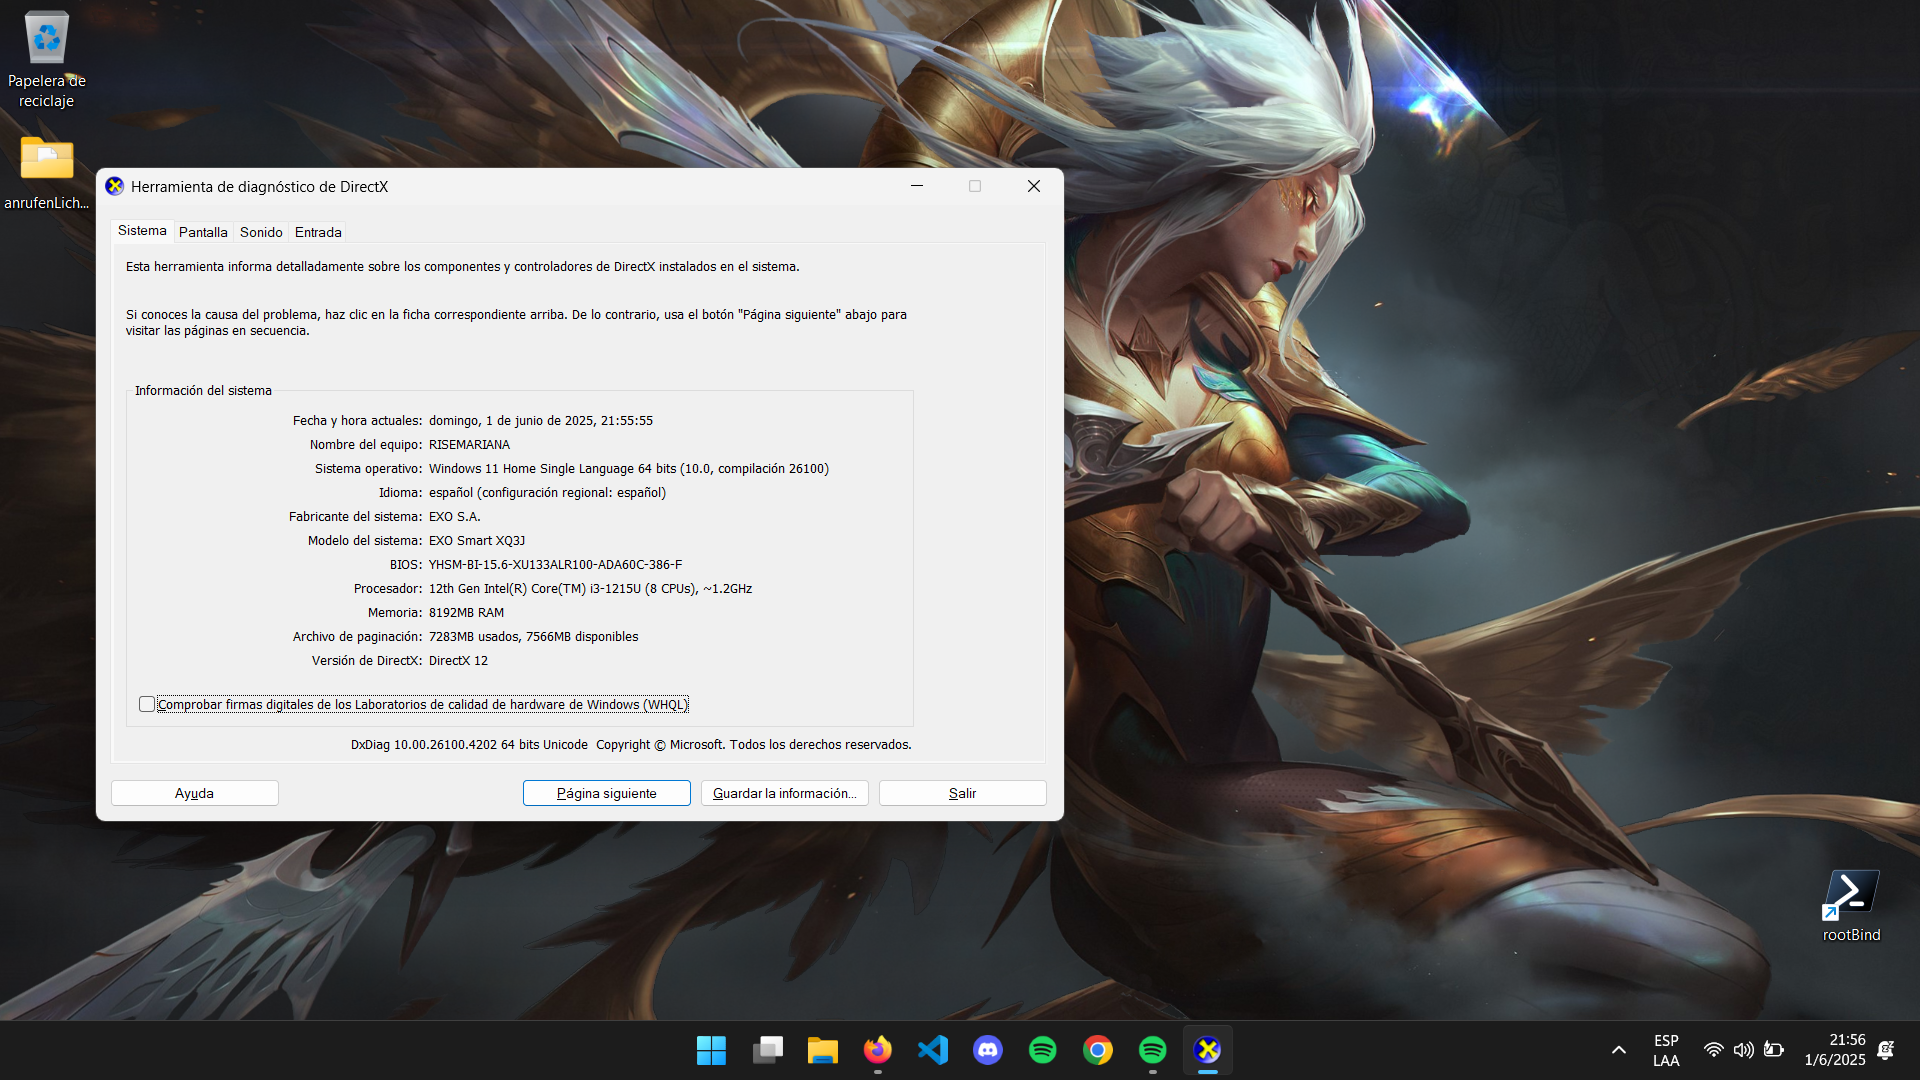 Papelera de
reciclaje
anrufenLich...
Herramienta de diagnóstico de DirectX
Sistema
Pantalla
Sonido
Entrada
Esta herramienta informa detalladamente sobre los componentes y controladores de DirectX instalados en el sistema.
Si conoces la causa del problema, haz clic en la ficha correspondiente arriba. De lo contrario, usa el botón "Página siguiente" abajo para
visitar las páginas en secuencia.
Información del sistema
Fecha y hora actuales: domingo, 1 de junio de 2025, 21:55:55
Nombre del equipo: RISEMARIANA
Sistema operativo: Windows 11 Home Single Language 64 bits (10.0, compilación 26100)
Idioma: español (configuración regional: español)
Fabricante del sistema: EXO S.A.
Modelo del sistema: EXO Smart XQ3J
BIOS: YHSM-BI-15.6-XU133ALR100-ADA60C-386-F
Procesador: 12th Gen Intel(R) Core(TM) i3-1215U (8 CPUs), ~1.2GHz
Memoria: 8192MB RAM
Archivo de paginación: 7283MB usados, 7566MB disponibles
Versión de DirectX: DirectX 12
Comprobar firmas digitales de los Laboratorios de calidad de hardware de Windows (WHQL)
DxDiag 10.00.26100.4202 64 bits Unicode  Copyright © Microsoft. Todos los derechos reservados.
Ayuda
Página siguiente
Guardar la información...
Salir
rootBind
ESP
LAA
21:56
1/6/2025